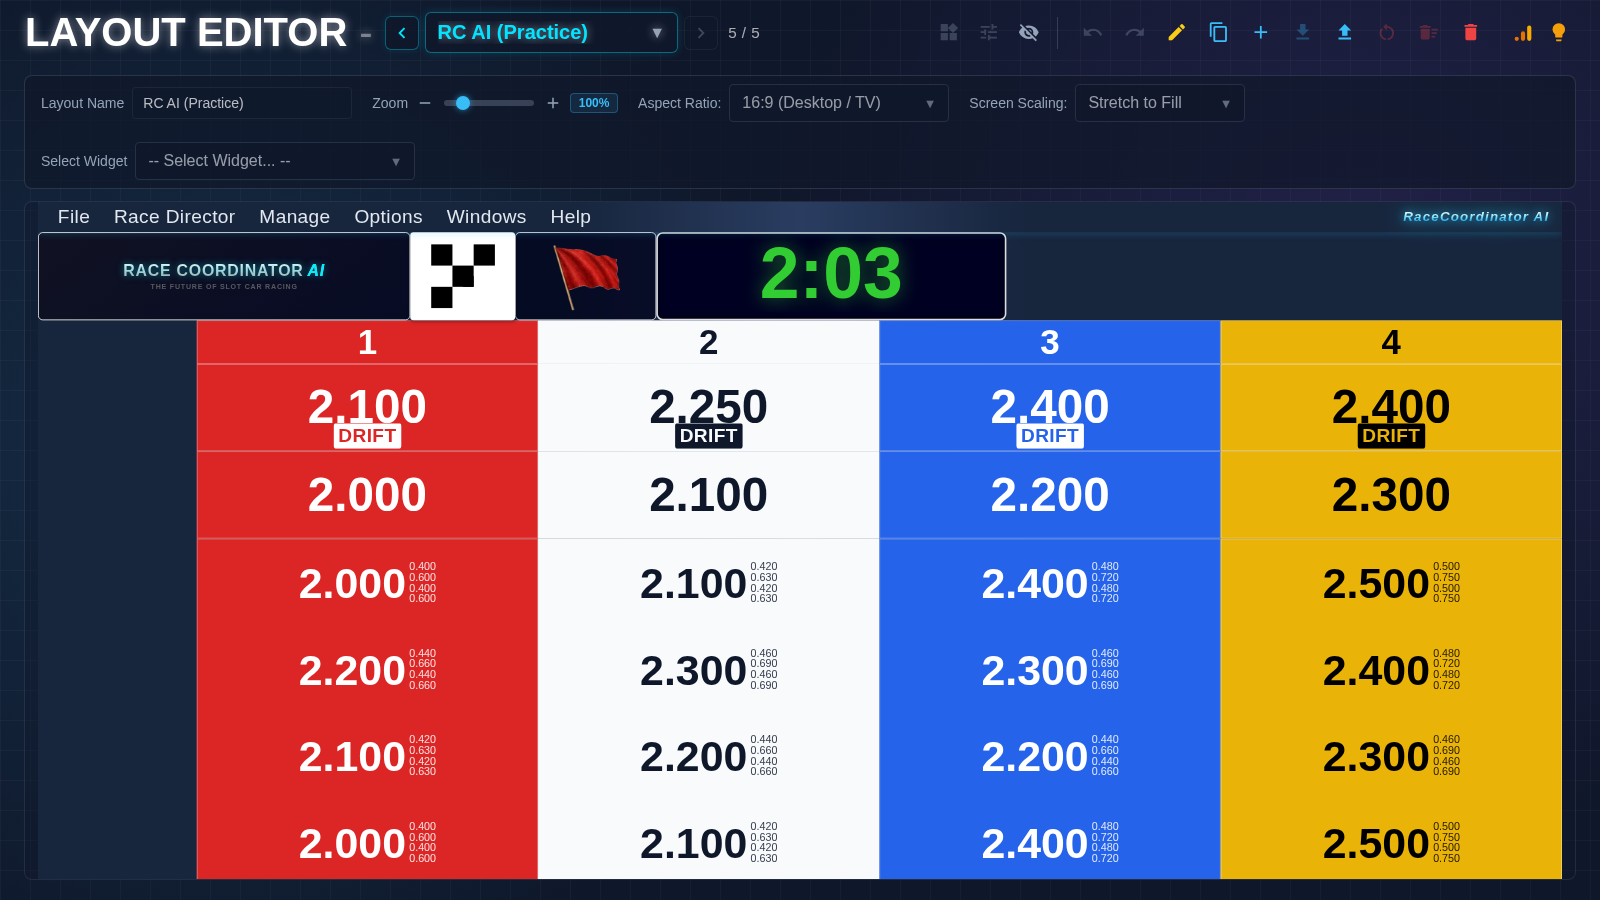 LAYOUT EDITOR -
RC AI (Practice)
5 / 5
Layout Name
RC AI (Practice)
Zoom
100%
Aspect Ratio:
16:9 (Desktop / TV)
Screen Scaling:
Stretch to Fill
Select Widget
-- Select Widget... --
File Race Director Manage Options Windows Help
RaceCoordinator AI
RACE COORDINATOR AI
THE FUTURE OF SLOT CAR RACING
2:03
1 2 3 4
2.100 2.250 2.400 2.400
DRIFT DRIFT DRIFT DRIFT
2.000 2.100 2.200 2.300
2.000 0.400 0.600 0.400 0.600
2.100 0.420 0.630 0.420 0.630
2.400 0.480 0.720 0.480 0.720
2.500 0.500 0.750 0.500 0.750
2.200 0.440 0.660 0.440 0.660
2.300 0.460 0.690 0.460 0.690
2.300 0.460 0.690 0.460 0.690
2.400 0.480 0.720 0.480 0.720
2.100 0.420 0.630 0.420 0.630
2.200 0.440 0.660 0.440 0.660
2.200 0.440 0.660 0.440 0.660
2.300 0.460 0.690 0.460 0.690
2.000 0.400 0.600 0.400 0.600
2.100 0.420 0.630 0.420 0.630
2.400 0.480 0.720 0.480 0.720
2.500 0.500 0.750 0.500 0.750